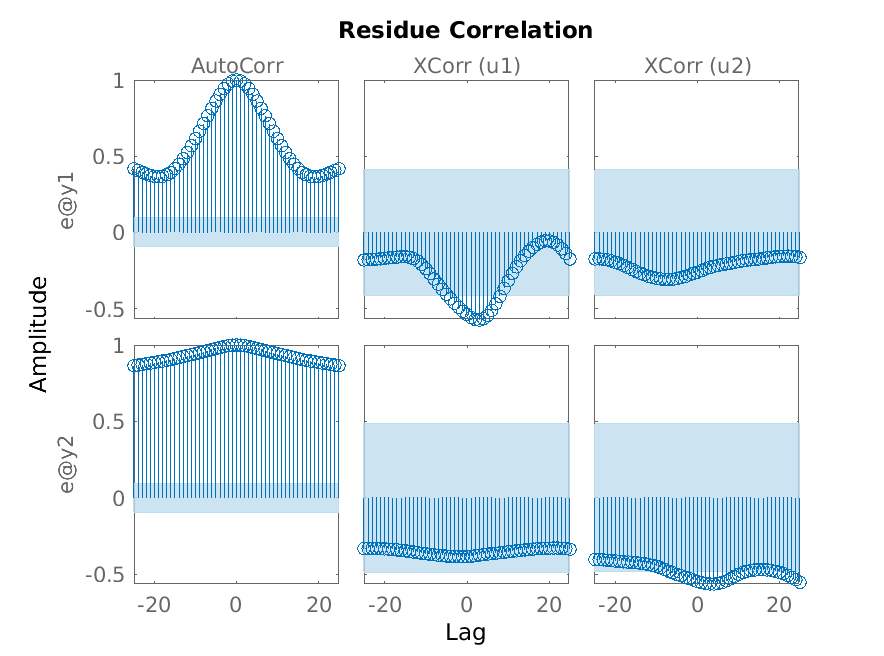 Residue Correlation
AutoCorr
XCorr (u1)
XCorr (u2)
Amplitude
e@y1
1
0.5
0
-0.5
e@y2
1
0.5
0
-0.5
-20 0 20
-20 0 20
-20 0 20
Lag